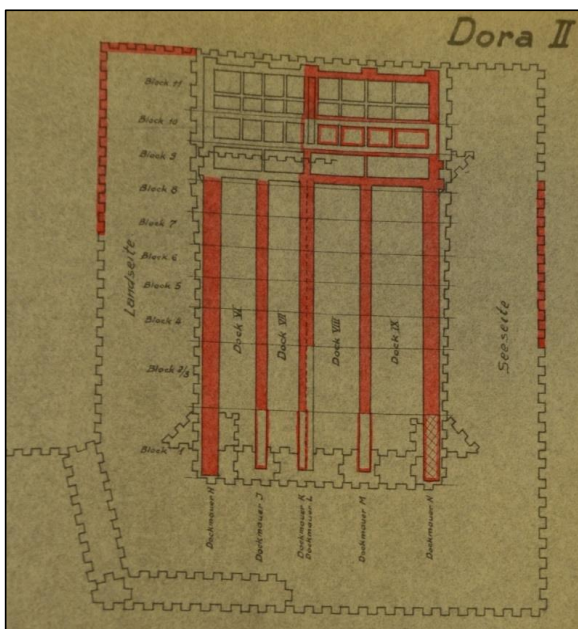 Dora II
Block 11
Block 10
Block 9
Block 8
Block 7
Block 6
Block 5
Block 4
Block 2/3
Block 1
Landseite
Dock VI
Dock VII
Dock VIII
Dock IX
Seeseite
Dockmauer H
Dockmauer J
Dockmauer K
Dockmauer L
Dockmauer M
Dockmauer N